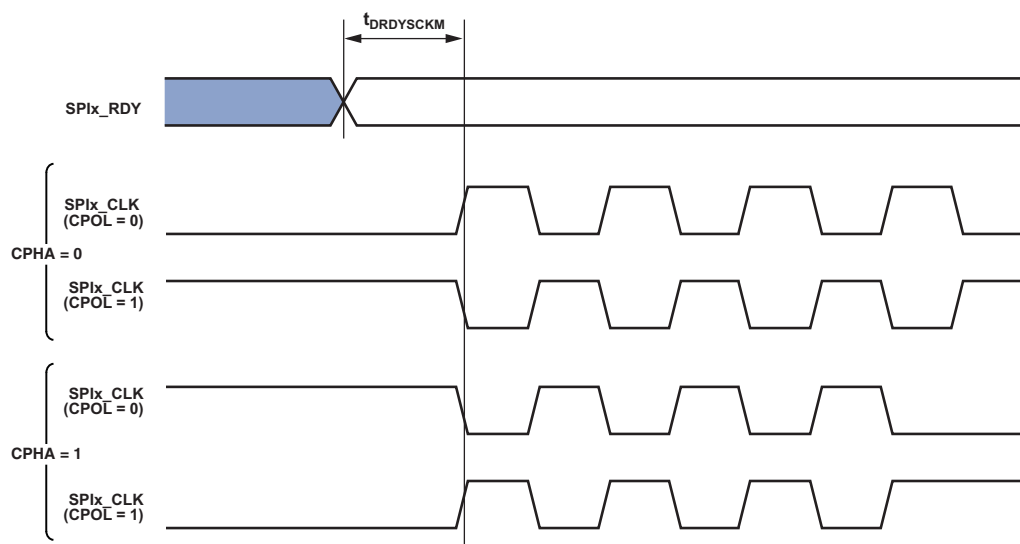 tDRDYSCKM
SPIx_RDY
SPIx_CLK
(CPOL = 0)
CPHA = 0
SPIx_CLK
(CPOL = 1)
SPIx_CLK
(CPOL = 0)
CPHA = 1
SPIx_CLK
(CPOL = 1)